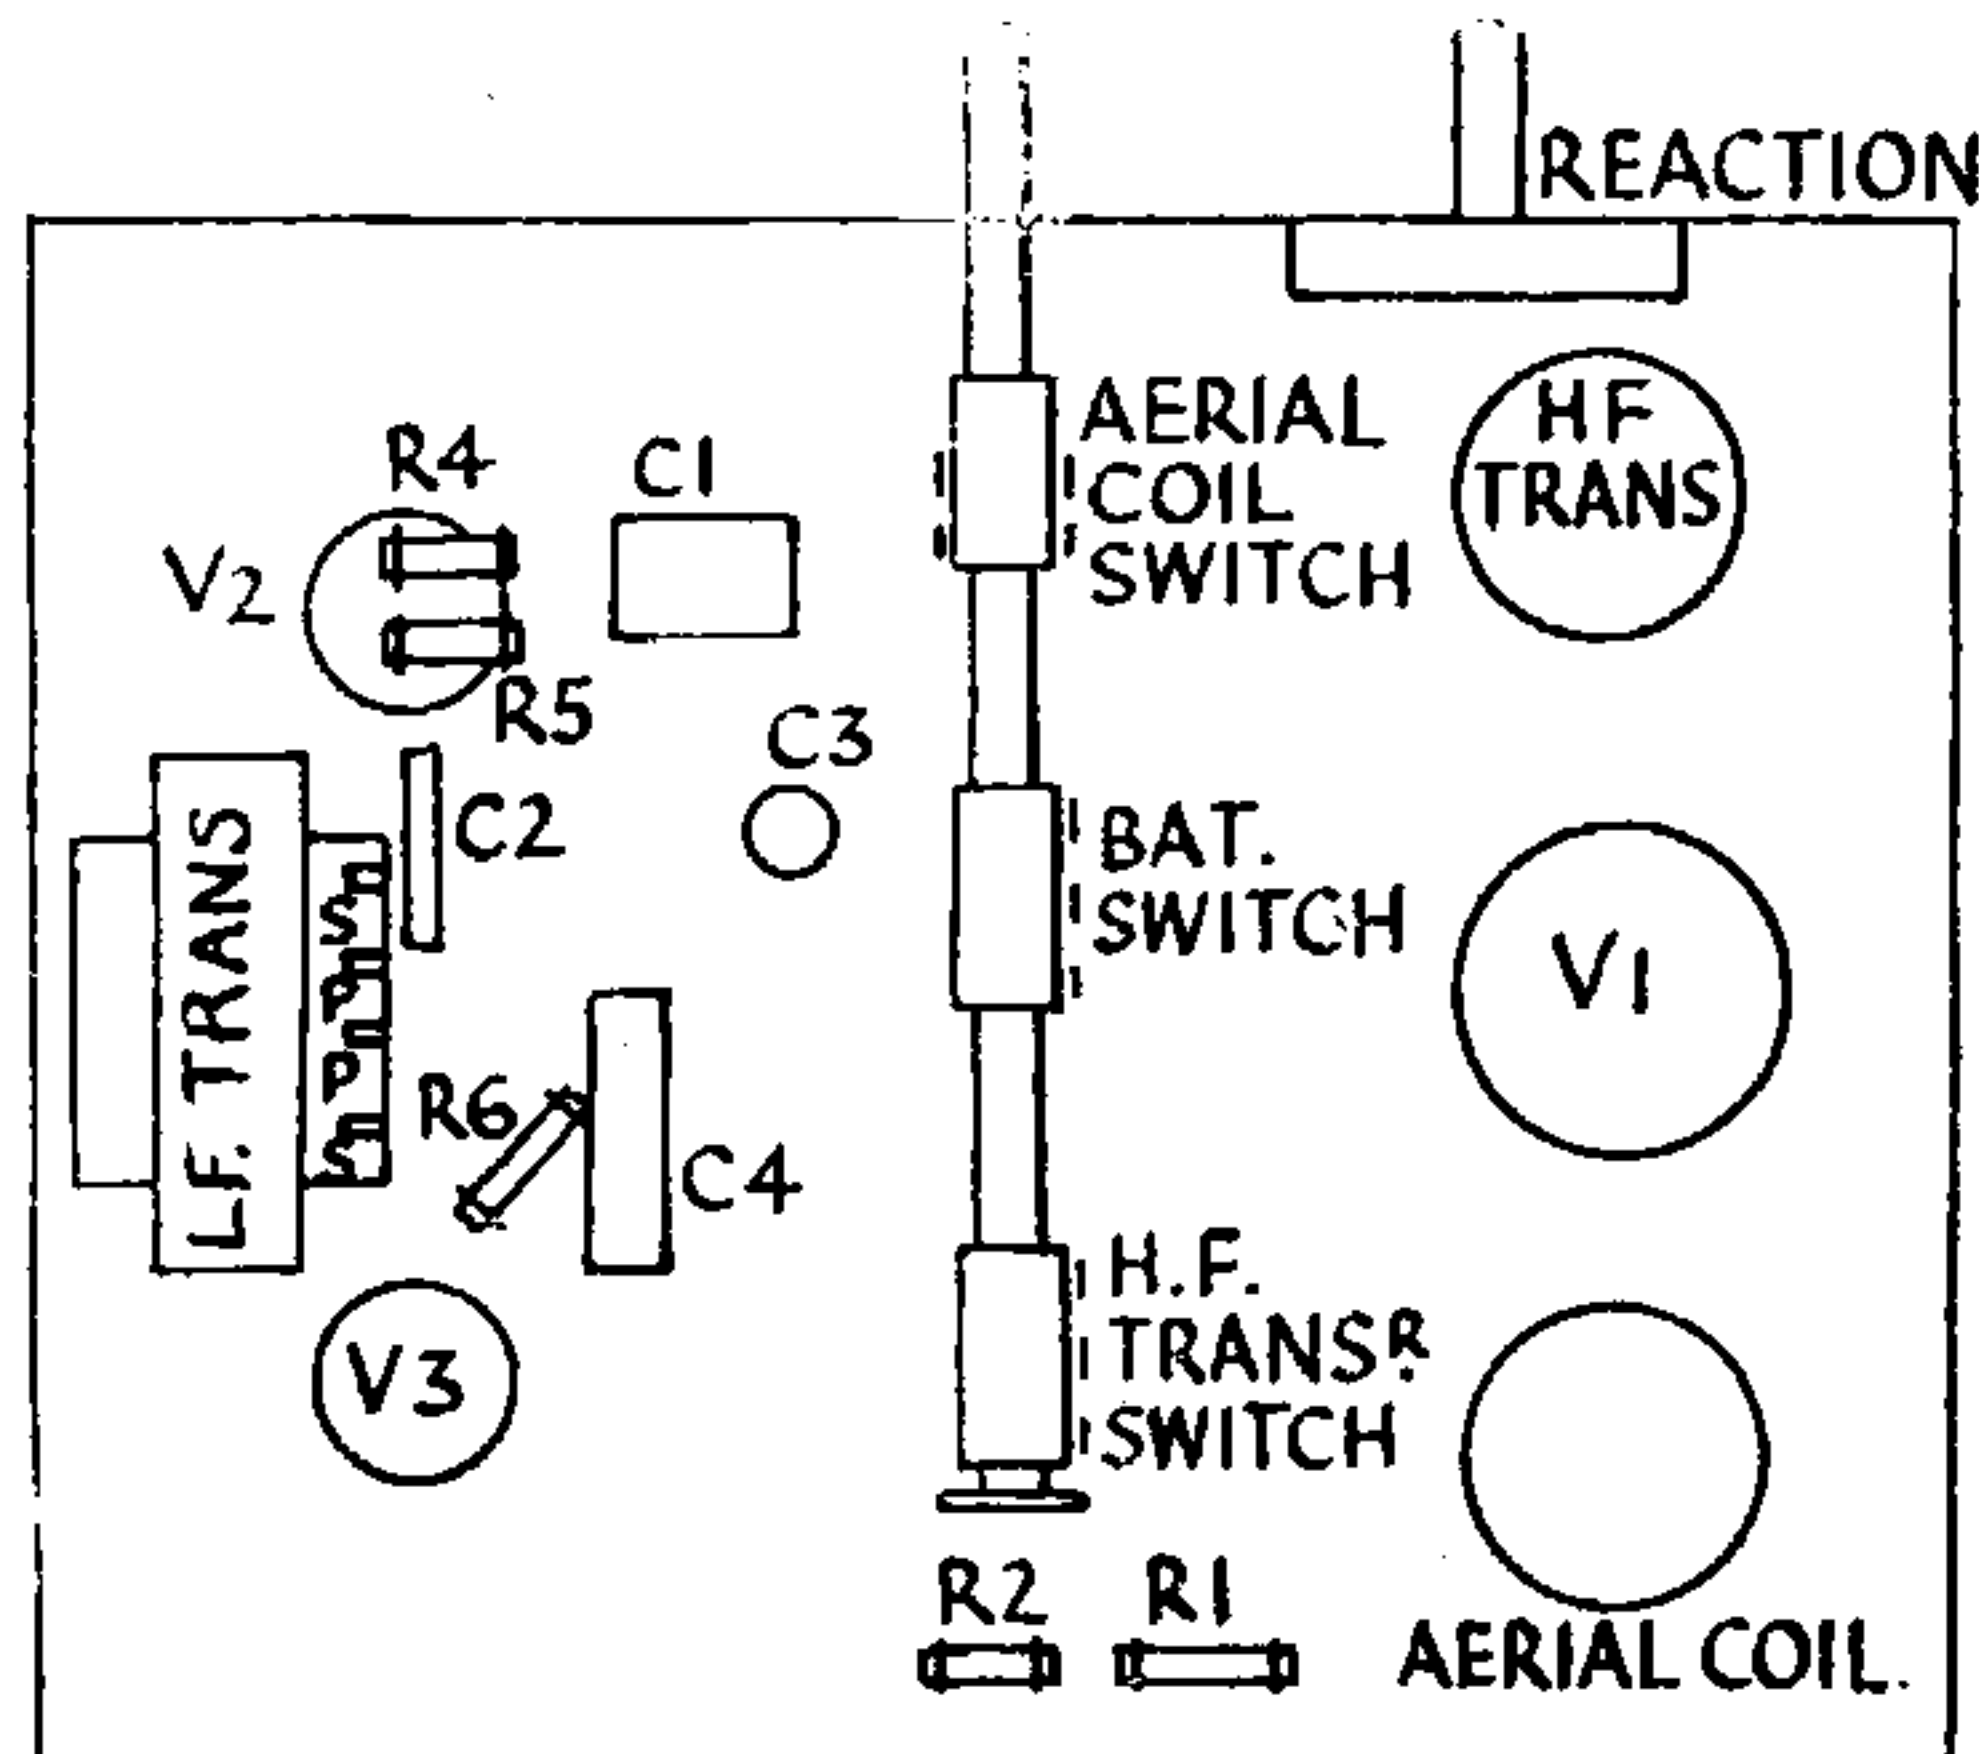 REACTION
AERIAL
COIL
SWITCH
HF
TRANS
R4
C1
V2
R5
C3
C2
L.F. TRANS
S
P
P
S
BAT.
SWITCH
V1
R6
C4
H.F.
TRANSR.
SWITCH
V3
R2
R1
AERIAL COIL.